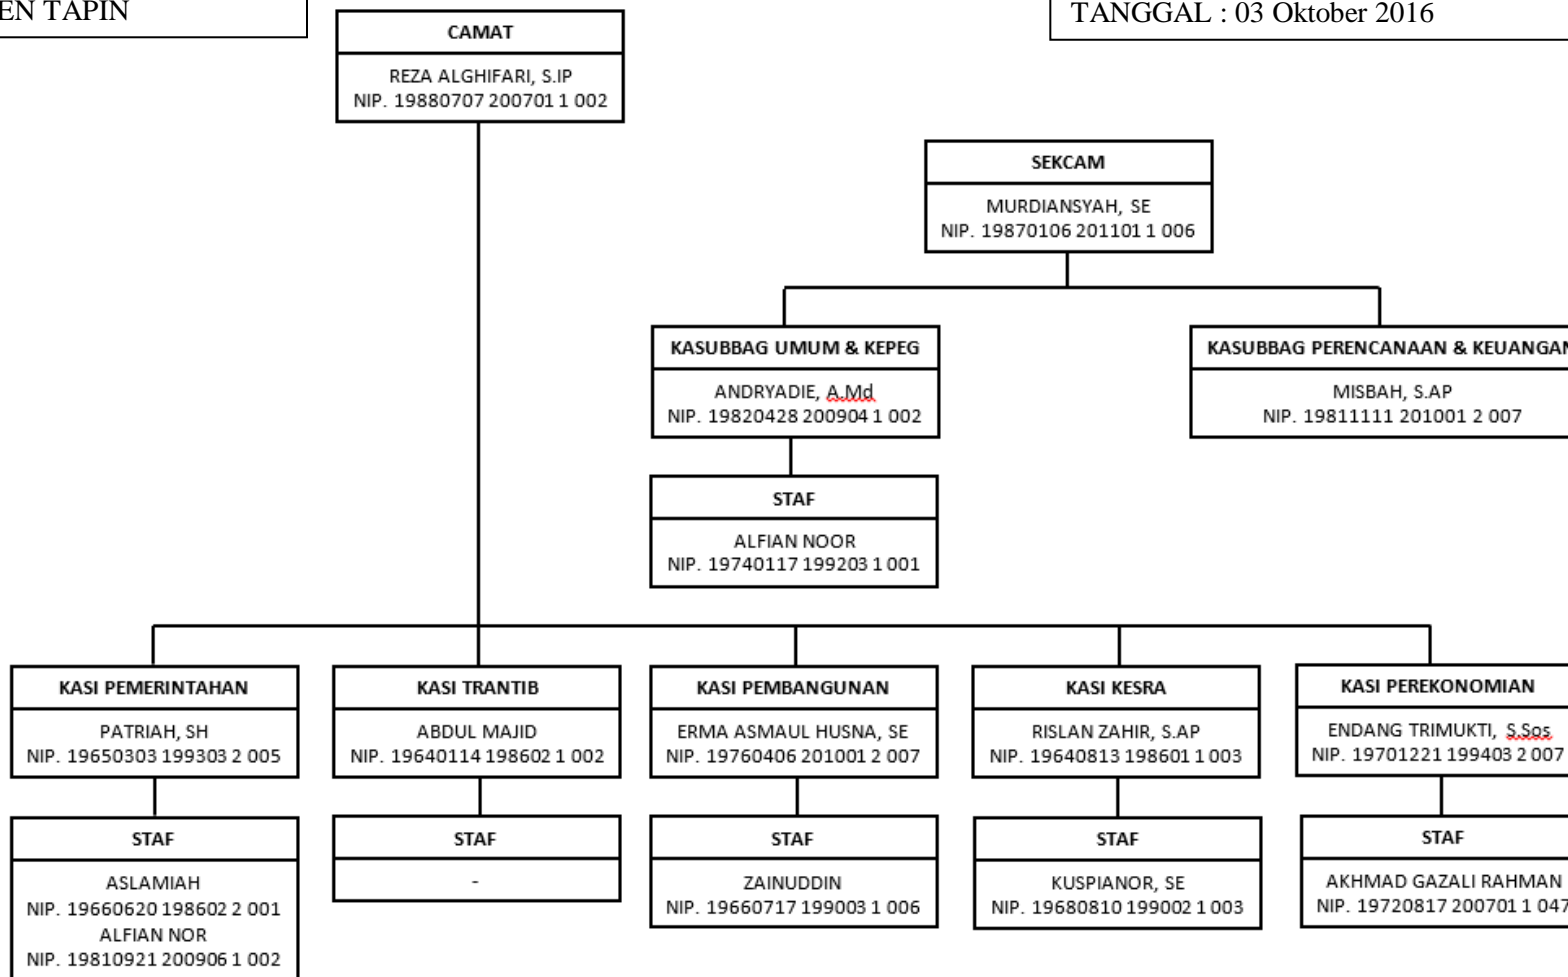 EN TAPIN
TANGGAL : 03 Oktober 2016
CAMAT
REZA ALGHIFARI, S.IP
NIP. 19880707 200701 1 002
SEKCAM
MURDIANSYAH, SE
NIP. 19870106 201101 1 006
KASUBBAG UMUM & KEPEG
ANDRYADIE, A.Md
NIP. 19820428 200904 1 002
KASUBBAG PERENCANAAN & KEUANGAN
MISBAH, S.AP
NIP. 19811111 201001 2 007
STAF
ALFIAN NOOR
NIP. 19740117 199203 1 001
KASI PEMERINTAHAN
PATRIAH, SH
NIP. 19650303 199303 2 005
KASI TRANTIB
ABDUL MAJID
NIP. 19640114 198602 1 002
KASI PEMBANGUNAN
ERMA ASMAUL HUSNA, SE
NIP. 19760406 201001 2 007
KASI KESRA
RISLAN ZAHIR, S.AP
NIP. 19640813 198601 1 003
KASI PEREKONOMIAN
ENDANG TRIMUKTI, S.Sos
NIP. 19701221 199403 2 007
STAF
ASLAMIAH
NIP. 19660620 198602 2 001
ALFIAN NOR
NIP. 19810921 200906 1 002
STAF
-
STAF
ZAINUDDIN
NIP. 19660717 199003 1 006
STAF
KUSPIANOR, SE
NIP. 19680810 199002 1 003
STAF
AKHMAD GAZALI RAHMAN
NIP. 19720817 200701 1 047